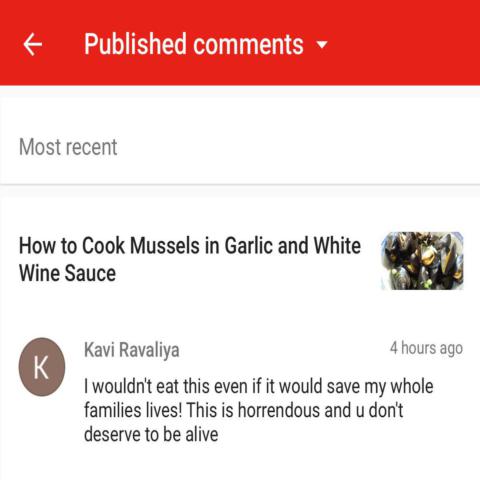 Published comments
Most recent
How to Cook Mussels in Garlic and White
Wine Sauce
K
Kavi Ravaliya
4 hours ago
I wouldn't eat this even if it would save my whole
families lives! This is horrendous and u don't
deserve to be alive